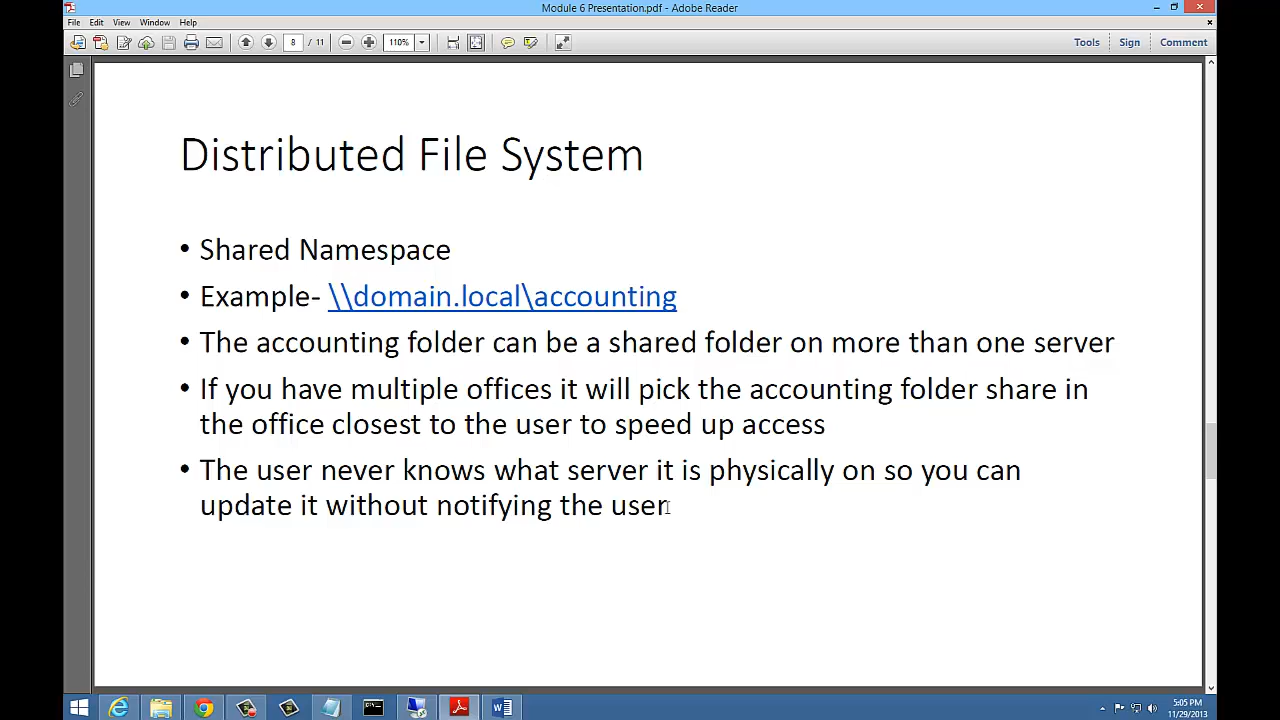 Module 6 Presentation.pdf - Adobe Reader
File Edit View Window Help
8 / 11 110% Tools Sign Comment
Distributed File System
• Shared Namespace
• Example- \\domain.local\accounting
• The accounting folder can be a shared folder on more than one server
• If you have multiple offices it will pick the accounting folder share in
the office closest to the user to speed up access
• The user never knows what server it is physically on so you can
update it without notifying the user
5:05 PM
11/29/2013